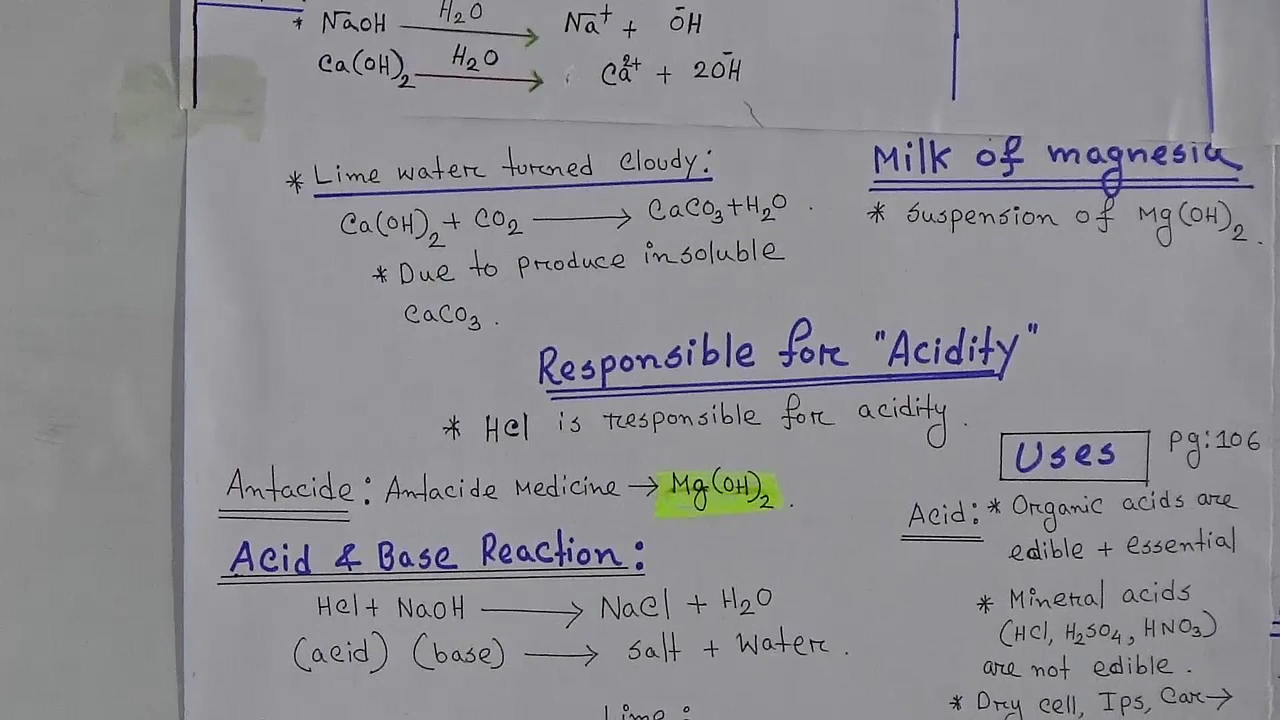 * NaOH —H₂O→ Na⁺ + ŌH
Ca(OH)₂ —H₂O→ Ca²⁺ + 2ŌH
* Lime water turned cloudy:
Ca(OH)₂ + CO₂ ⟶ CaCO₃ + H₂O .
* Due to produce insoluble
CaCO₃ .
Milk of magnesia
* Suspension of Mg(OH)₂ .
Responsible for "Acidity"
* HCl is responsible for acidity .
Antacide: Antacide Medicine → Mg(OH)₂ .
Acid & Base Reaction:
HCl + NaOH ⟶ NaCl + H₂O
(acid) (base) ⟶ salt + water .
Lime :
Uses pg:106
Acid: * Organic acids are
edible + essential
* Mineral acids
(HCl, H₂SO₄, HNO₃)
are not edible .
* Dry cell, Ips, Car →